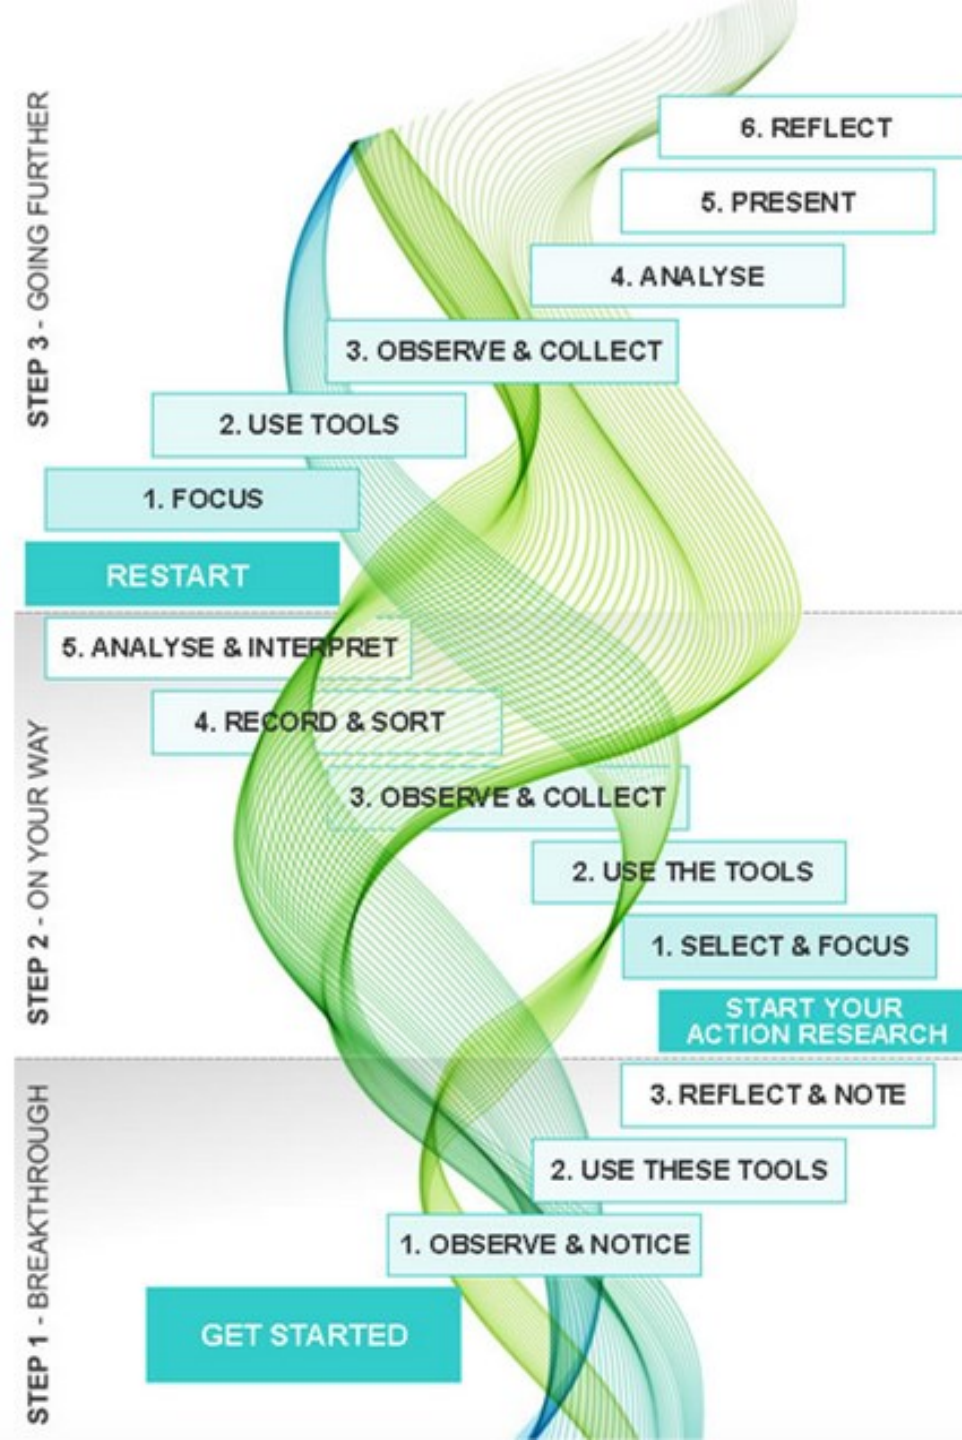 6. REFLECT
5. PRESENT
4. ANALYSE
3. OBSERVE & COLLECT
2. USE TOOLS
1. FOCUS
RESTART
STEP 3 - GOING FURTHER
5. ANALYSE & INTERPRET
4. RECORD & SORT
3. OBSERVE & COLLECT
2. USE THE TOOLS
1. SELECT & FOCUS
START YOUR
ACTION RESEARCH
STEP 2 - ON YOUR WAY
3. REFLECT & NOTE
2. USE THESE TOOLS
1. OBSERVE & NOTICE
GET STARTED
STEP 1 - BREAKTHROUGH